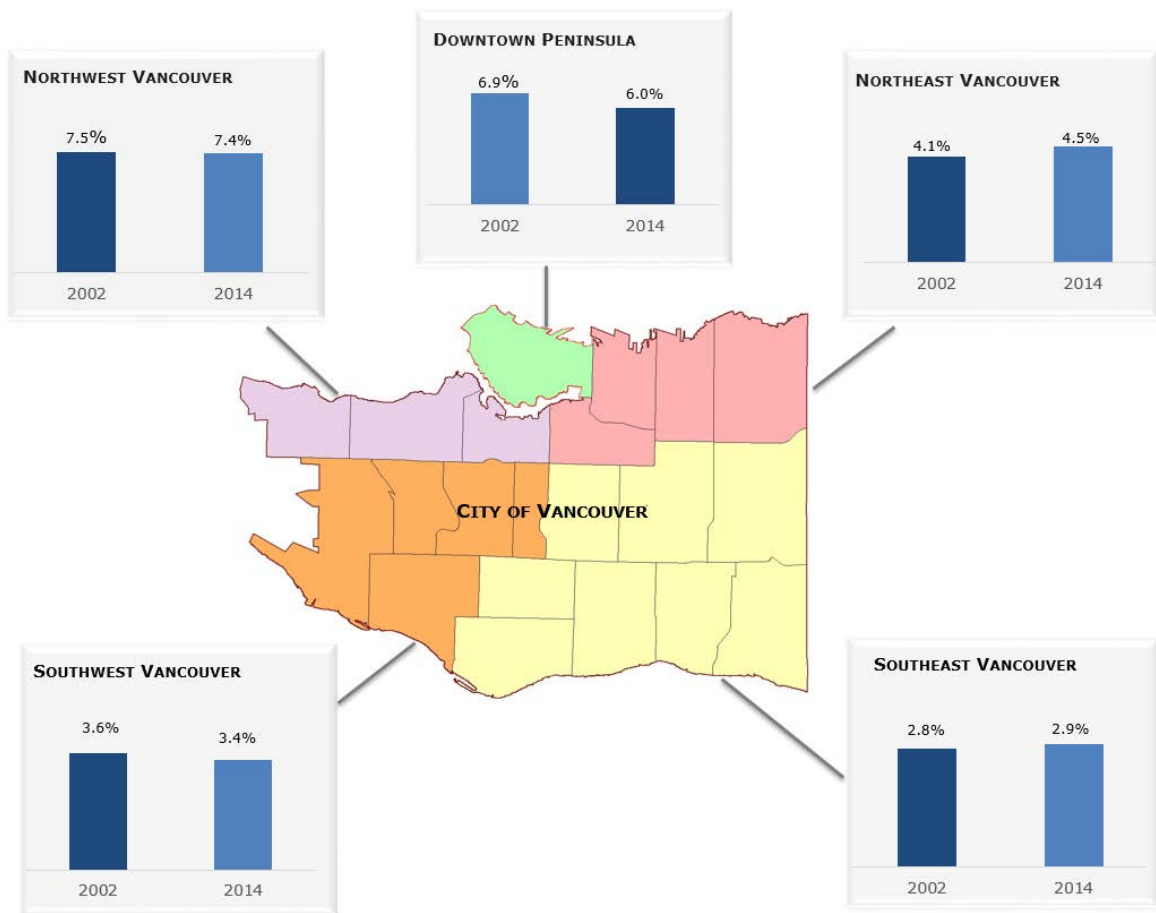 DOWNTOWN PENINSULA
6.9% 6.0%
2002 2014
NORTHWEST VANCOUVER
7.5% 7.4%
2002 2014
NORTHEAST VANCOUVER
4.1% 4.5%
2002 2014
CITY OF VANCOUVER
SOUTHWEST VANCOUVER
3.6% 3.4%
2002 2014
SOUTHEAST VANCOUVER
2.8% 2.9%
2002 2014